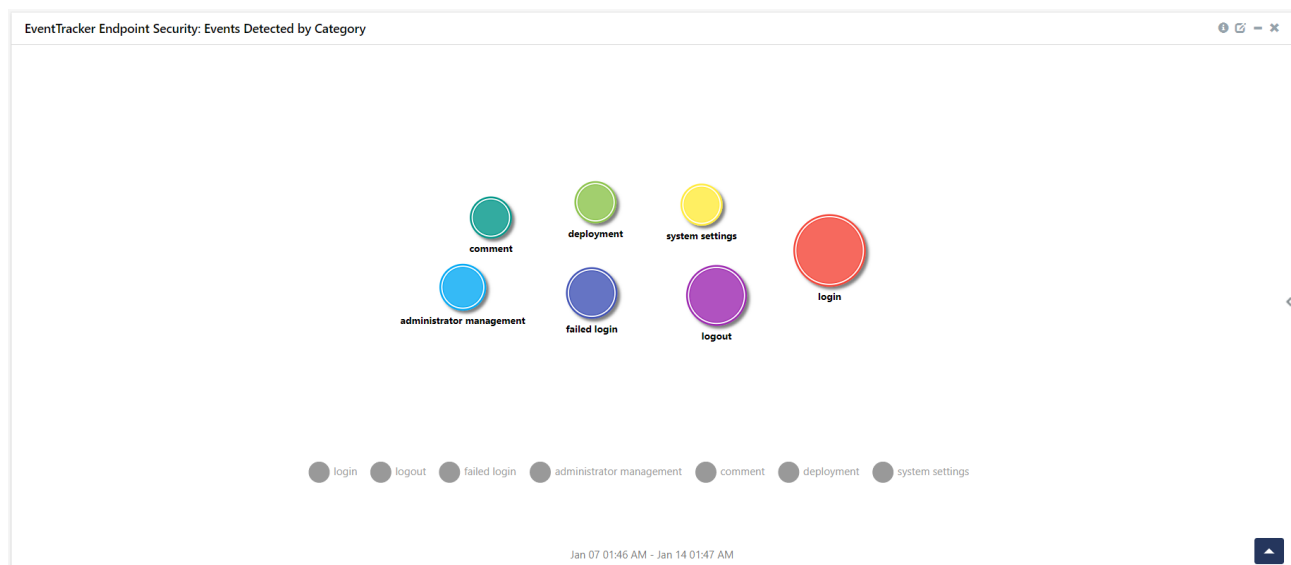 EventTracker Endpoint Security: Events Detected by Category
deployment
system settings
comment
login
administrator management
failed login
logout
login logout failed login administrator management comment deployment system settings
Jan 07 01:46 AM - Jan 14 01:47 AM